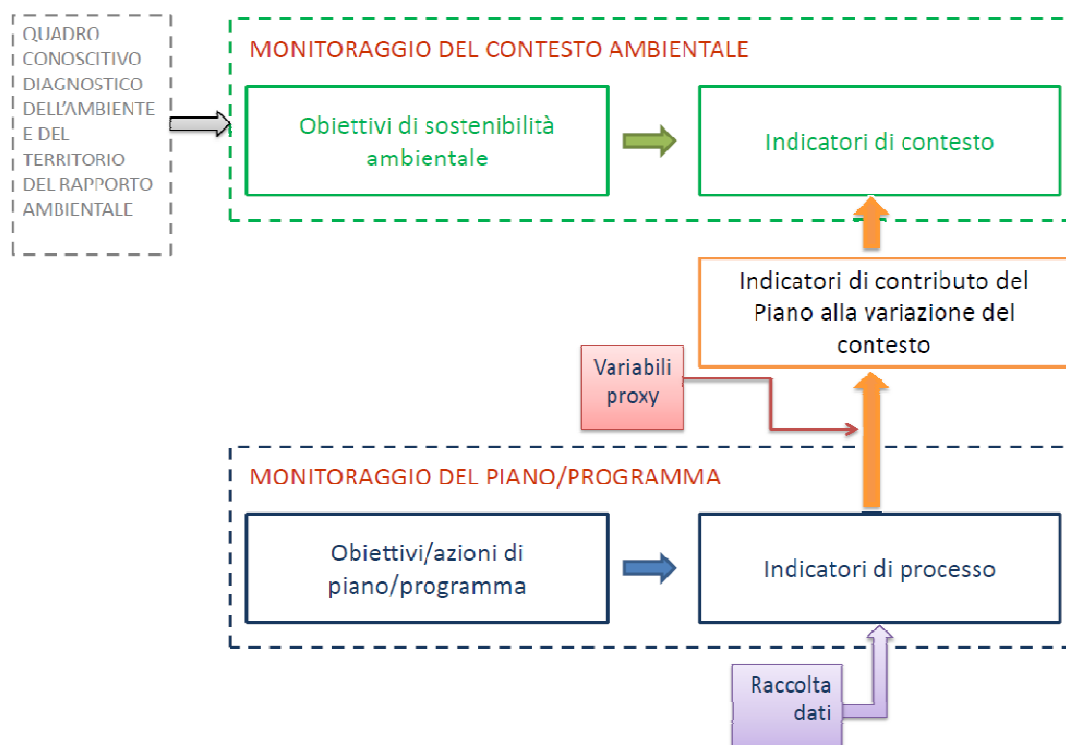 QUADRO
CONOSCITIVO
DIAGNOSTICO
DELL'AMBIENTE
E DEL
TERRITORIO
DEL RAPPORTO
AMBIENTALE
MONITORAGGIO DEL CONTESTO AMBIENTALE
Obiettivi di sostenibilità
ambientale
Indicatori di contesto
Indicatori di contributo del
Piano alla variazione del
contesto
Variabili
proxy
MONITORAGGIO DEL PIANO/PROGRAMMA
Obiettivi/azioni di
piano/programma
Indicatori di processo
Raccolta
dati